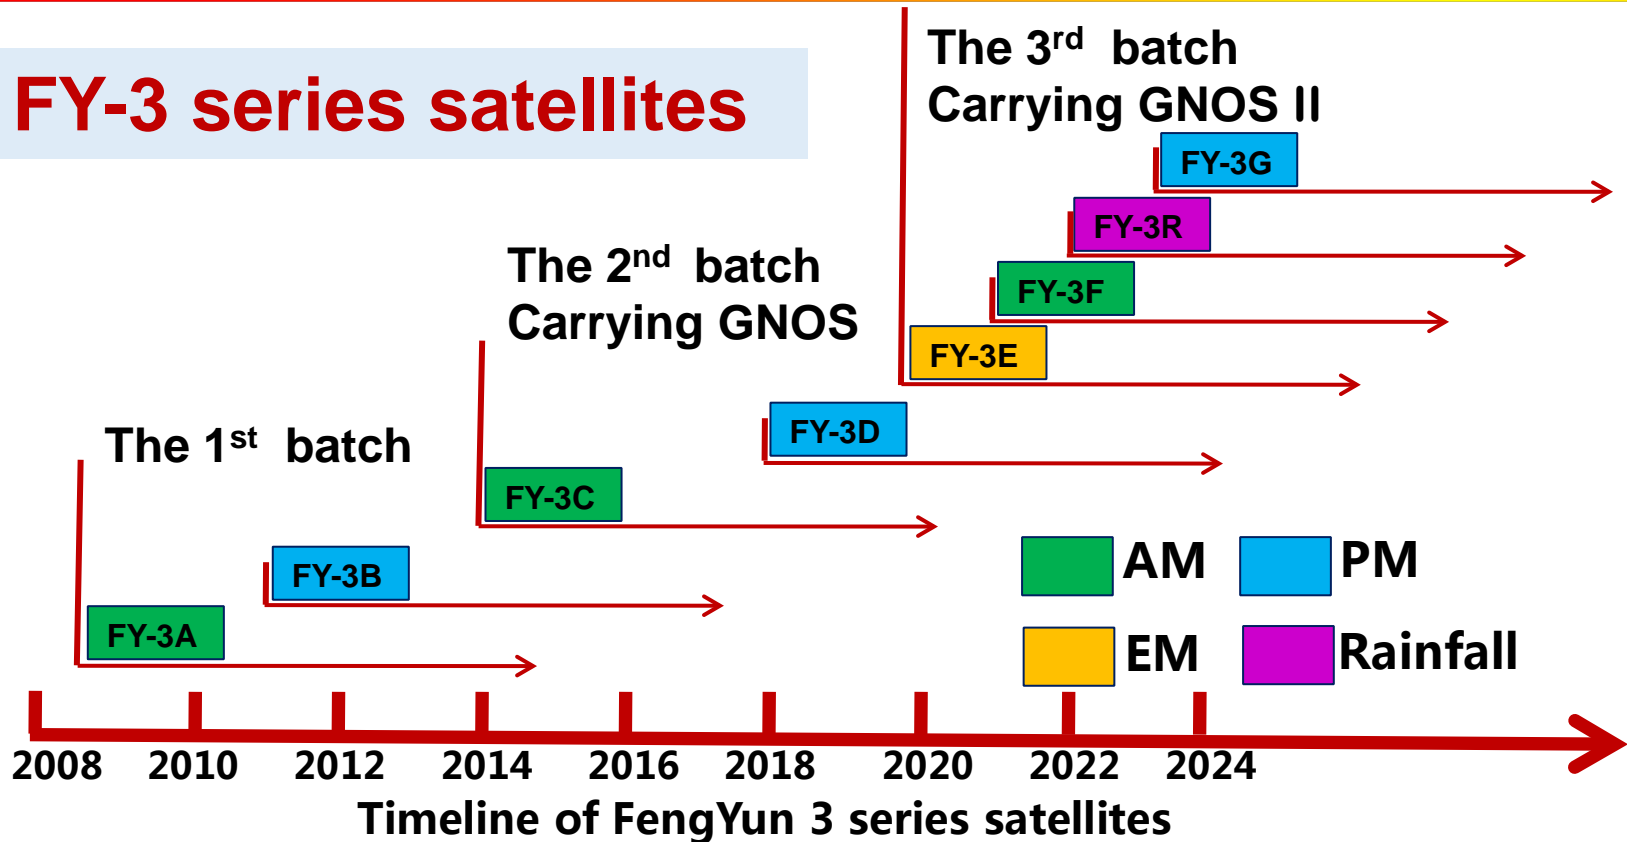 FY-3 series satellites
The 3rd batch
Carrying GNOS II
FY-3G
FY-3R
FY-3F
FY-3E
The 2nd batch
Carrying GNOS
FY-3D
FY-3C
The 1st batch
FY-3B
FY-3A
AM
PM
EM
Rainfall
2008 2010 2012 2014 2016 2018 2020 2022 2024
Timeline of FengYun 3 series satellites